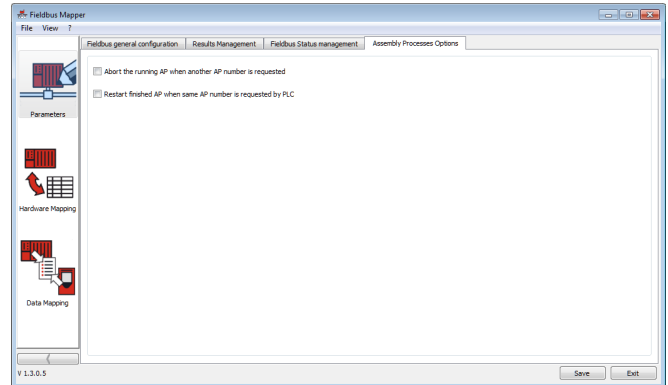 Fieldbus Mapper
File View ?
Fieldbus general configuration Results Management Fieldbus Status management Assembly Processes Options
Abort the running AP when another AP number is requested
Restart finished AP when same AP number is requested by PLC
Parameters
Hardware Mapping
Data Mapping
V 1.3.0.5
Save Exit